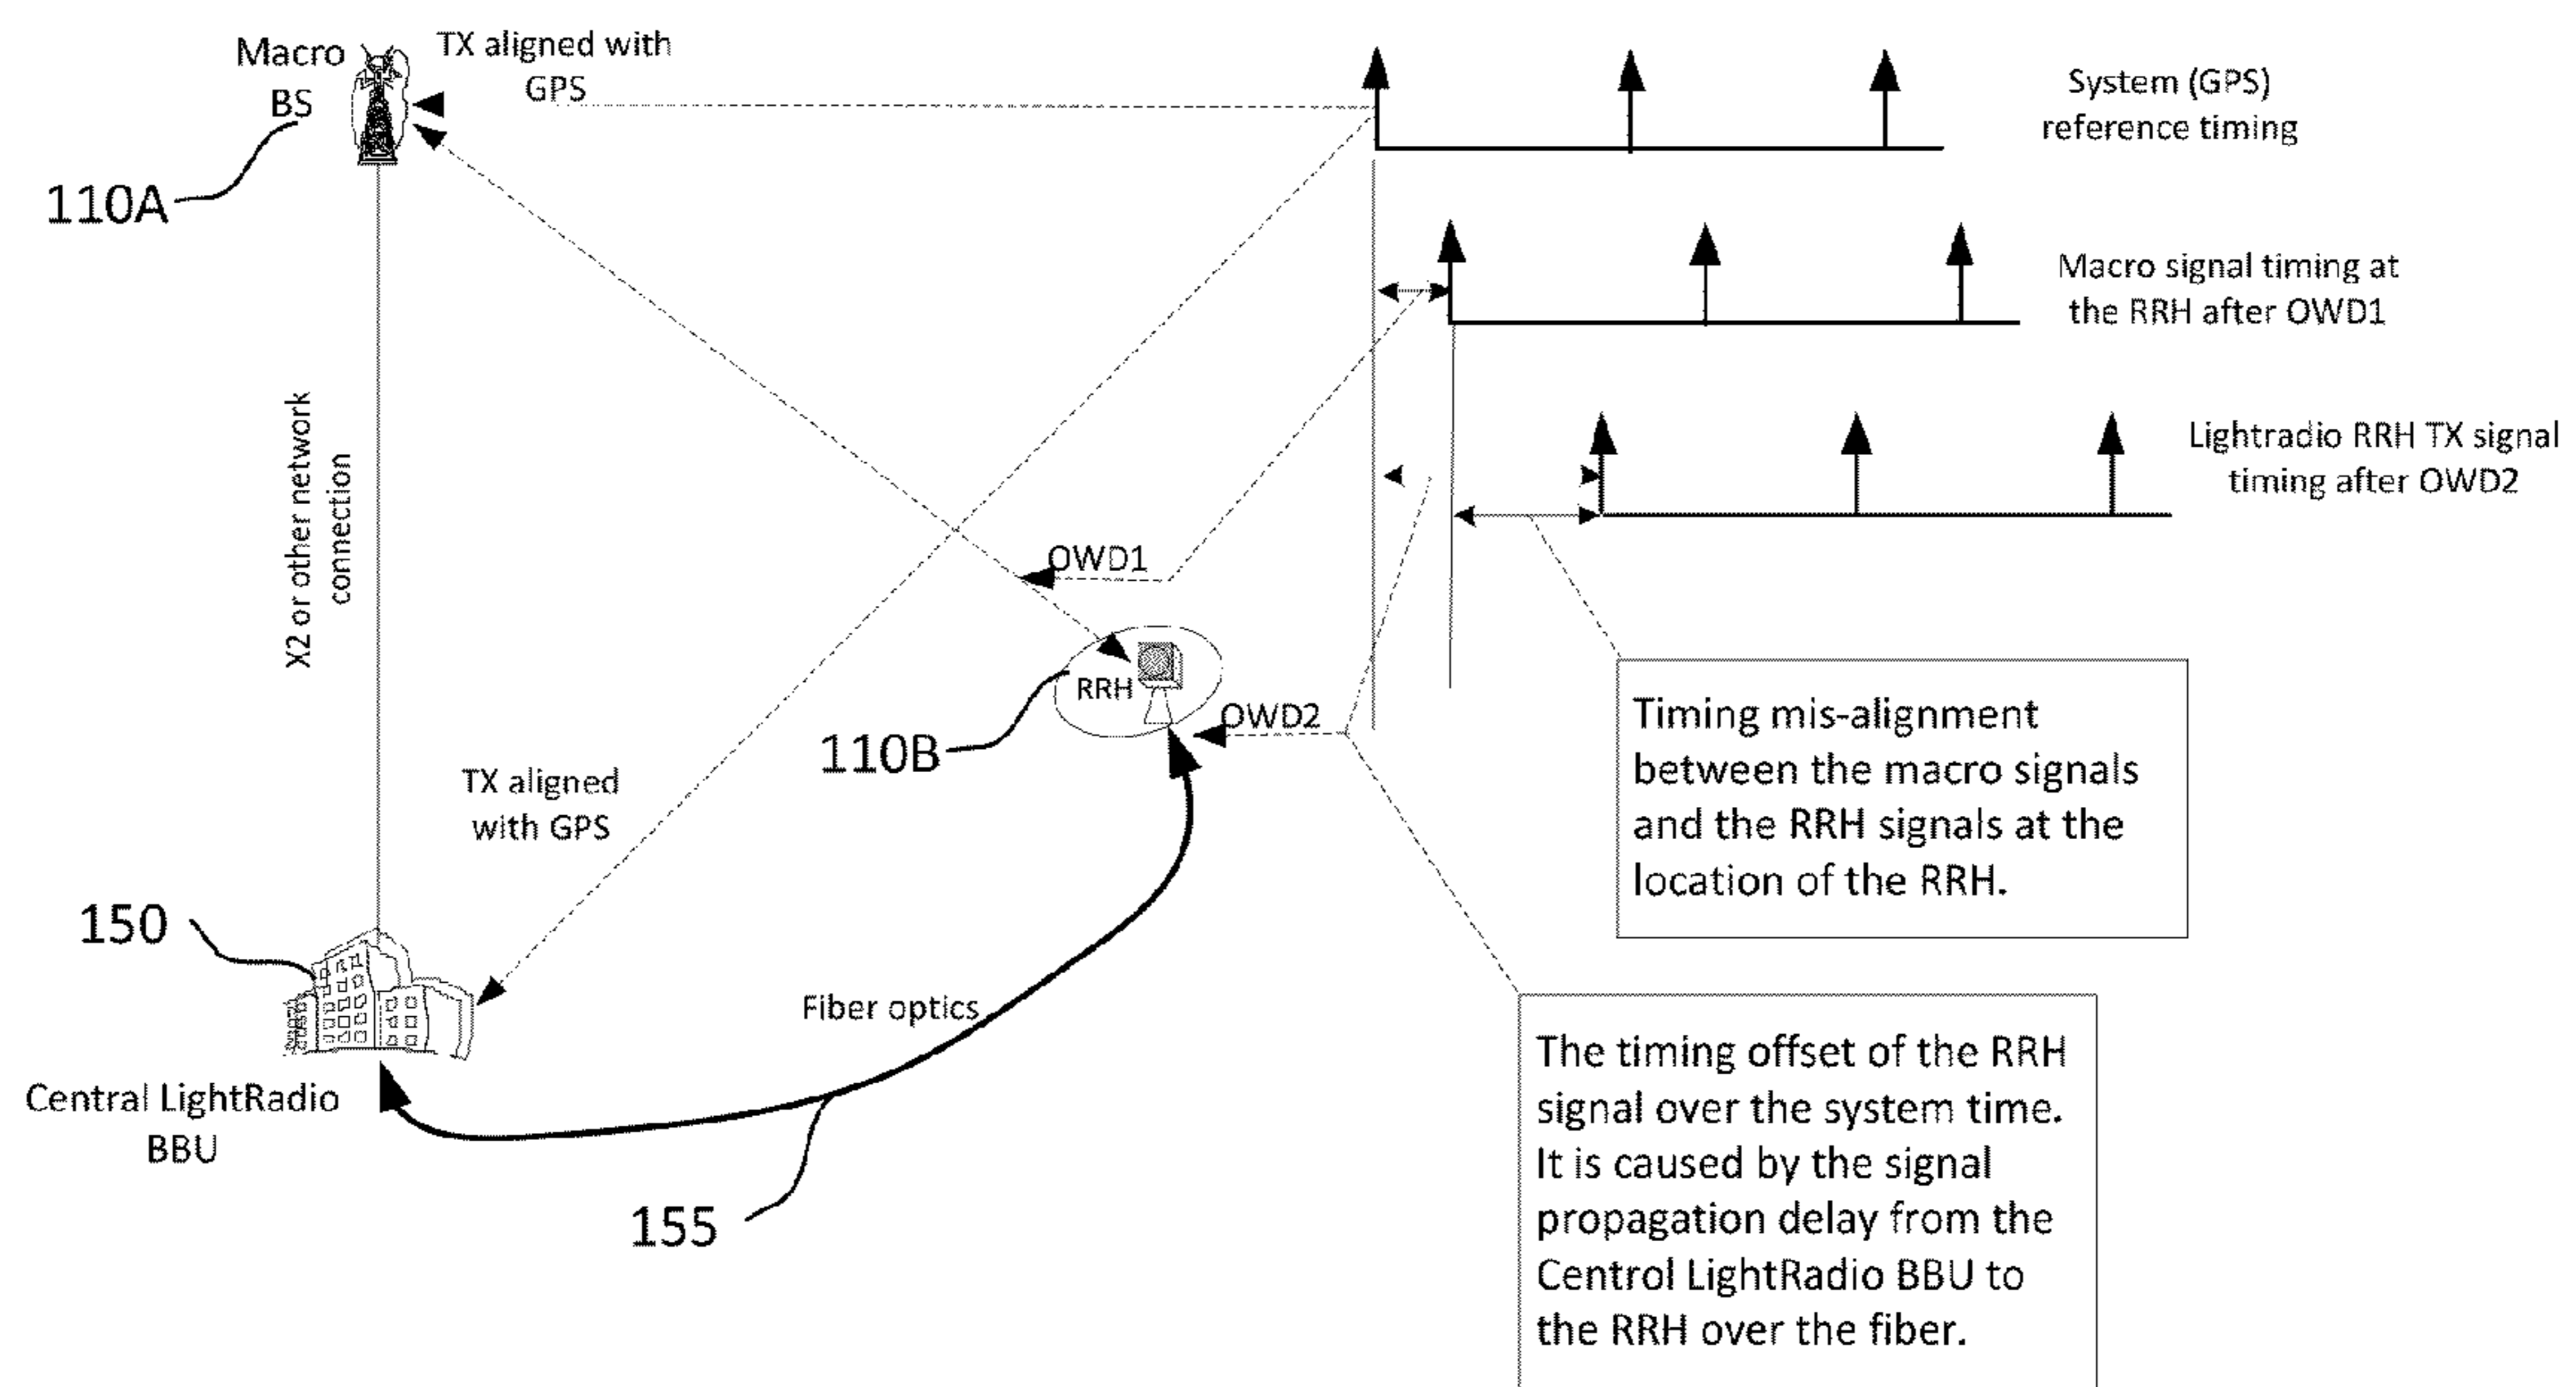 Macro
BS
TX aligned with
GPS
110A
System (GPS)
reference timing
Macro signal timing at
the RRH after OWD1
Lightradio RRH TX signal
timing after OWD2
X2 or other network
connection
OWD1
RRH
OWD2
110B
TX aligned
with GPS
Timing mis-alignment
between the macro signals
and the RRH signals at the
location of the RRH.
150
Fiber optics
Central LightRadio
BBU
155
The timing offset of the RRH
signal over the system time.
It is caused by the signal
propagation delay from the
Centrol LightRadio BBU to
the RRH over the fiber.